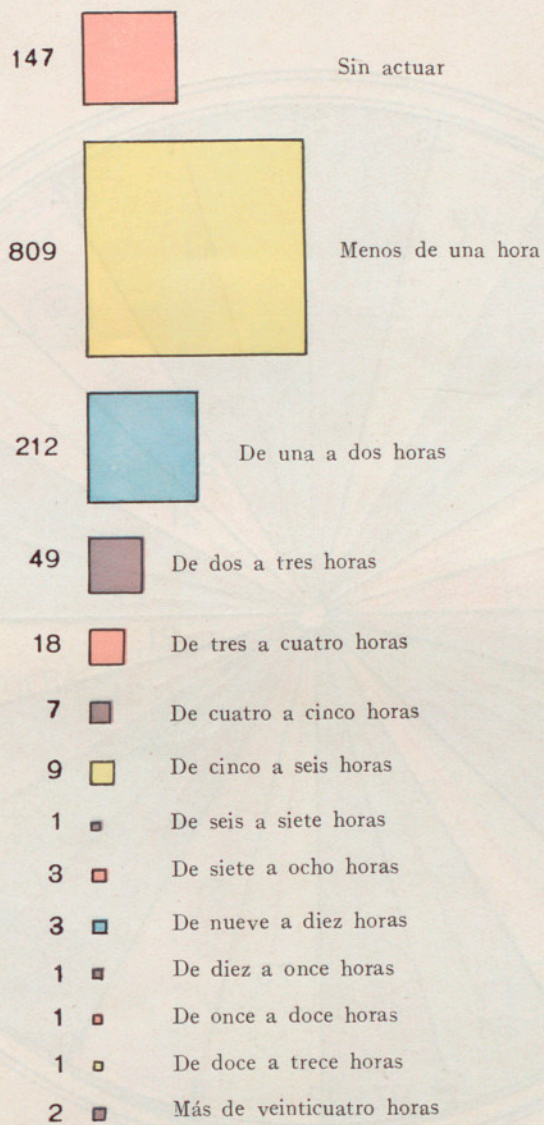 147 Sin actuar
809 Menos de una hora
212 De una a dos horas
49 De dos a tres horas
18 De tres a cuatro horas
7 De cuatro a cinco horas
9 De cinco a seis horas
1 De seis a siete horas
3 De siete a ocho horas
3 De nueve a diez horas
1 De diez a once horas
1 De once a doce horas
1 De doce a trece horas
2 Más de veinticuatro horas